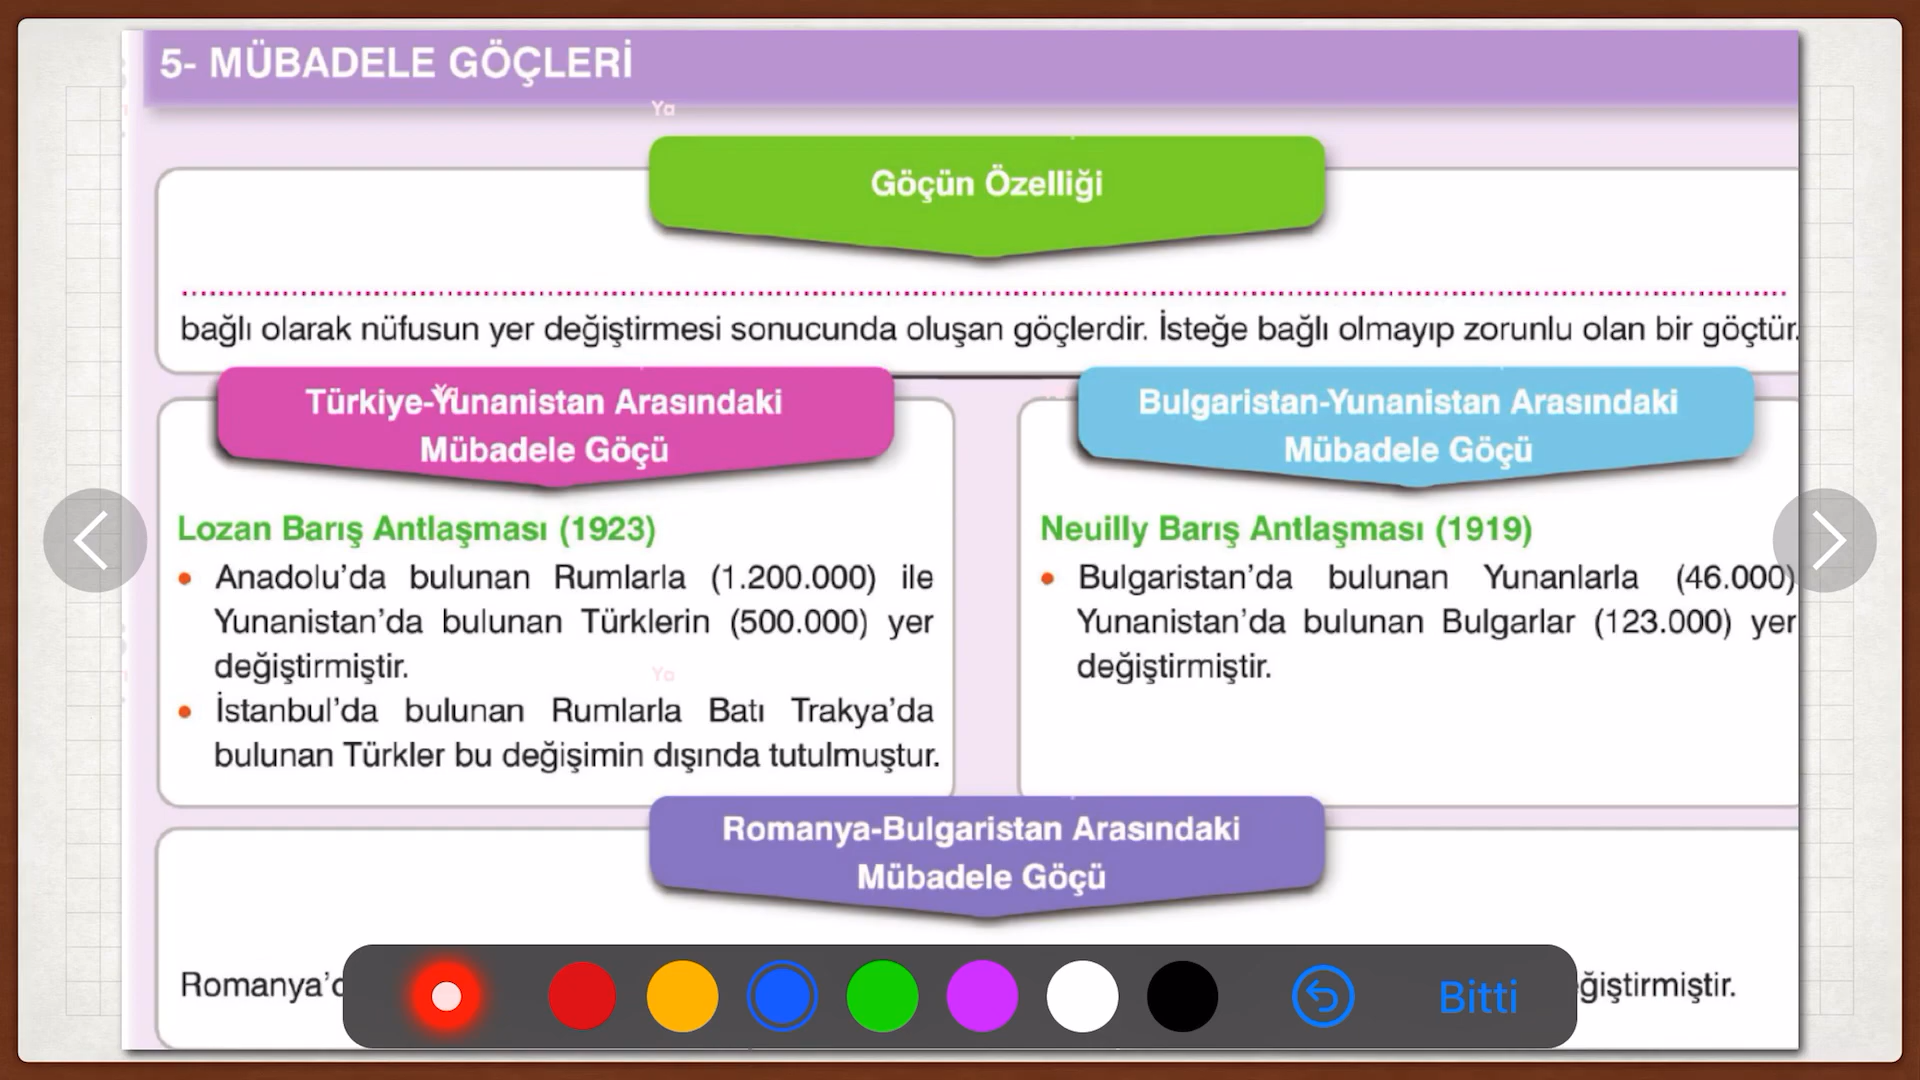 5- MÜBADELE GÖÇLERİ
Ya
Göçün Özelliği
bağlı olarak nüfusun yer değiştirmesi sonucunda oluşan göçlerdir. İsteğe bağlı olmayıp zorunlu olan bir göçtür.
Türkiye-Yunanistan Arasındaki
Mübadele Göçü
Lozan Barış Antlaşması (1923)
• Anadolu’da bulunan Rumlarla (1.200.000) ile
Yunanistan’da bulunan Türklerin (500.000) yer
değiştirmiştir.
Ya
• İstanbul’da bulunan Rumlarla Batı Trakya’da
bulunan Türkler bu değişimin dışında tutulmuştur.
Bulgaristan-Yunanistan Arasındaki
Mübadele Göçü
Neuilly Barış Antlaşması (1919)
• Bulgaristan’da bulunan Yunanlarla (46.000)
Yunanistan’da bulunan Bulgarlar (123.000) yer
değiştirmiştir.
Romanya-Bulgaristan Arasındaki
Mübadele Göçü
Romanya’d ğiştirmiştir.
Bitti